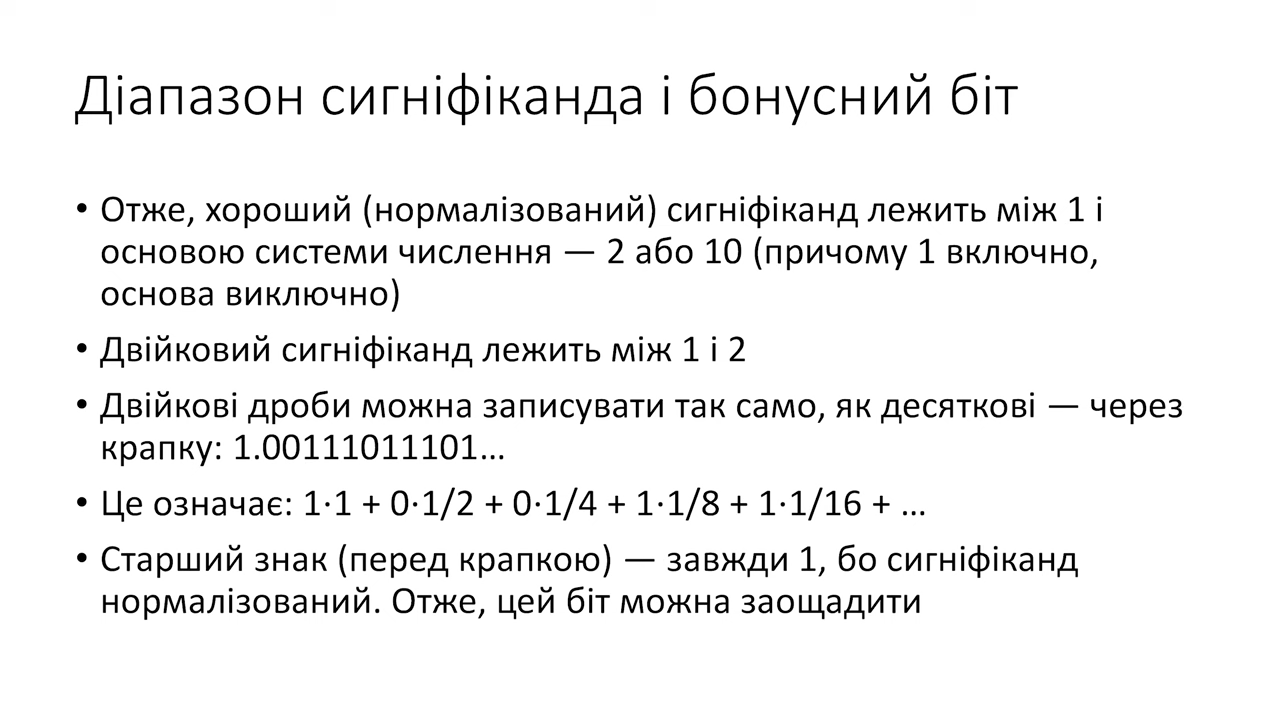 Діапазон сигніфіканда і бонусний біт
• Отже, хороший (нормалізований) сигніфіканд лежить між 1 і
основою системи числення — 2 або 10 (причому 1 включно,
основа виключно)
• Двійковий сигніфіканд лежить між 1 і 2
• Двійкові дроби можна записувати так само, як десяткові — через
крапку: 1.00111011101…
• Це означає: 1·1 + 0·1/2 + 0·1/4 + 1·1/8 + 1·1/16 + …
• Старший знак (перед крапкою) — завжди 1, бо сигніфіканд
нормалізований. Отже, цей біт можна заощадити